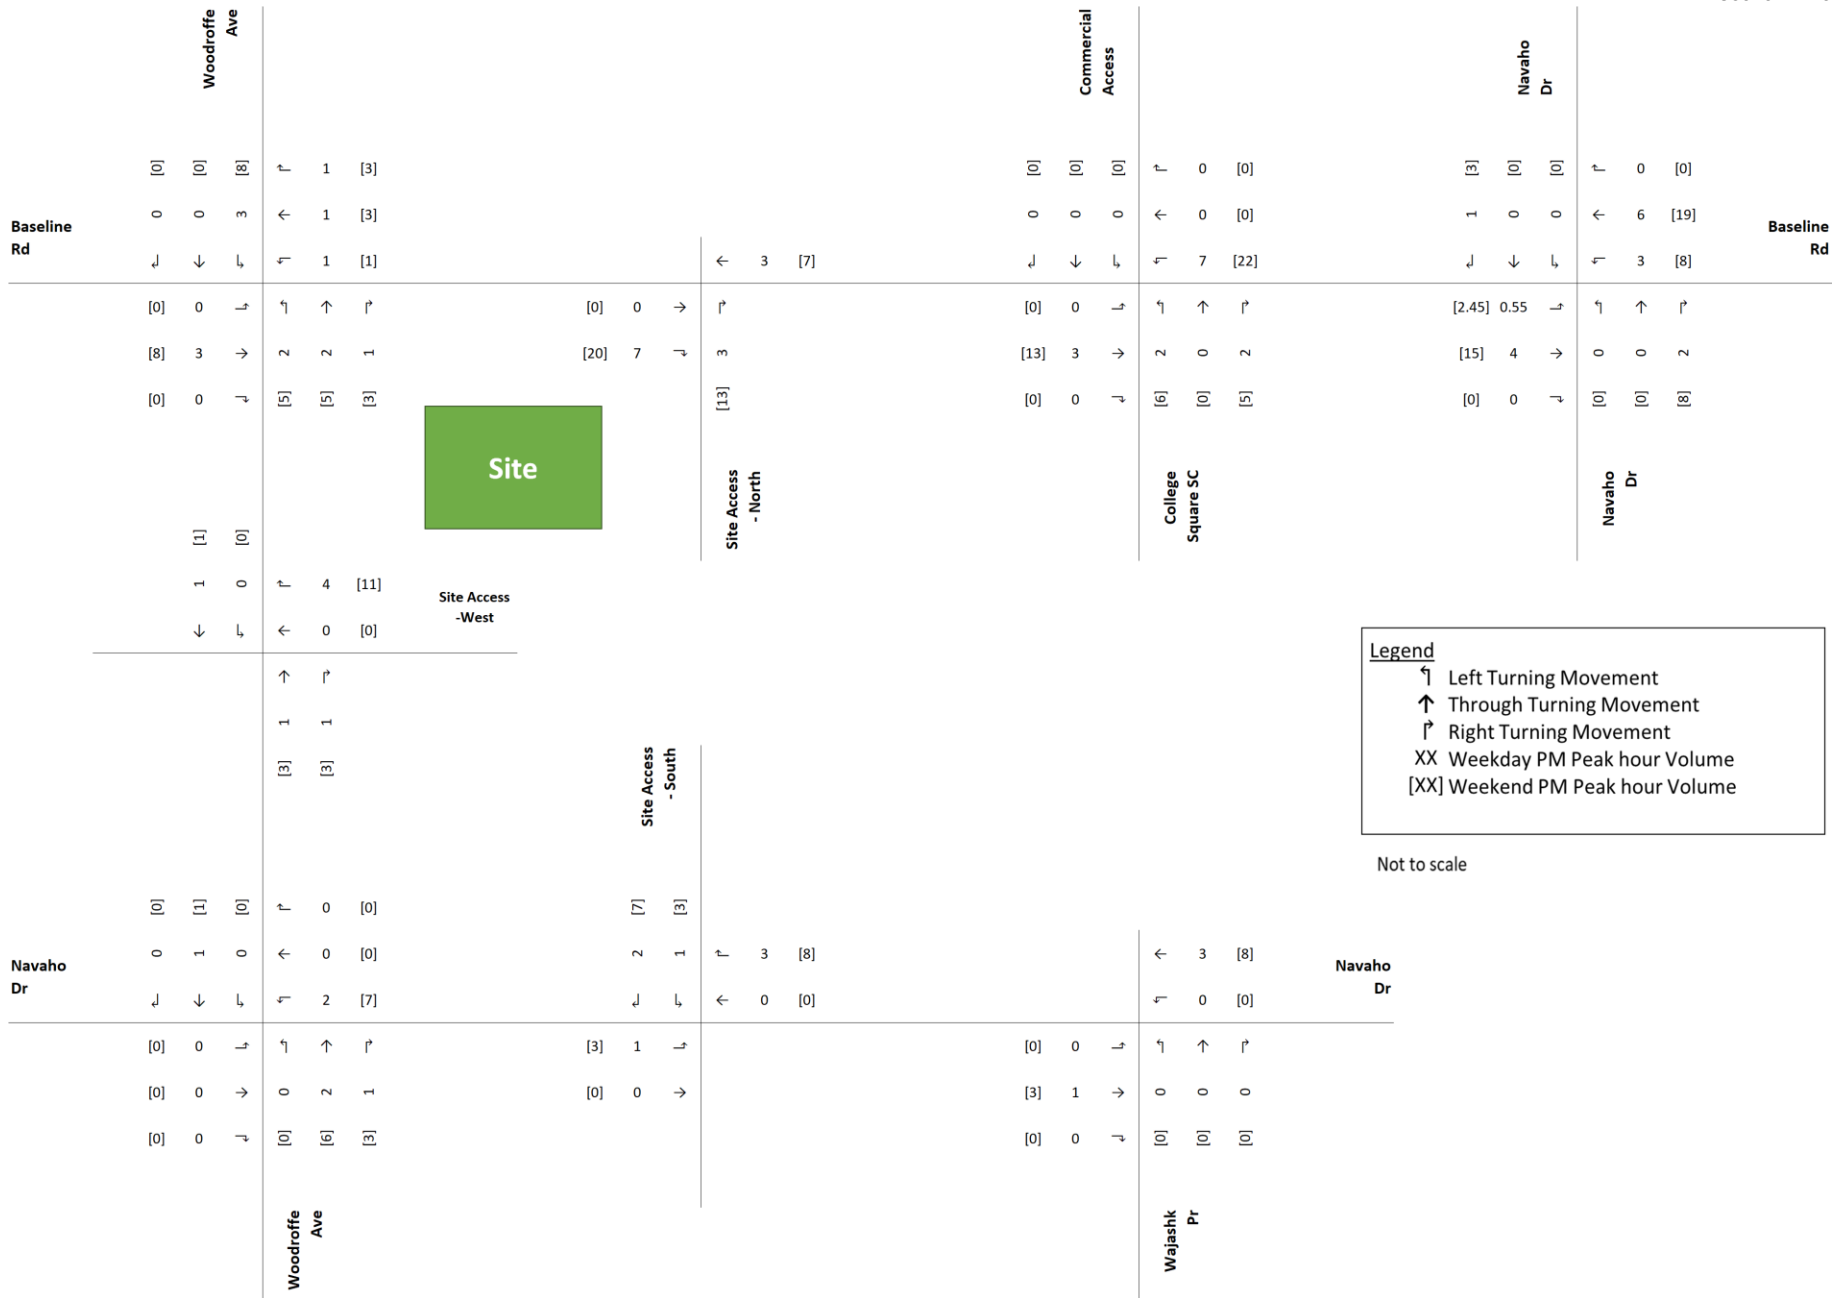 Woodroffe
Ave
Commercial
Access
Navaho
Dr
[0] [0] [8] ↱ 1 [3]
[0] [0] [0] ↱ 0 [0]
[3] [0] [0] ↱ 0 [0]
0 0 3 ← 1 [3]
0 0 0 ← 0 [0]
1 0 0 ← 6 [19]
Baseline
Rd
Baseline
Rd
↲ ↓ ↳ ↰ 1 [1]
← 3 [7]
↲ ↓ ↳ ↰ 7 [22]
↲ ↓ ↳ ↰ 3 [8]
[0] 0 ⬏ ↰ ↑ ↱
[0] 0 → ↱
[0] 0 ⬏ ↰ ↑ ↱
[2.45] 0.55 ⬏ ↰ ↑ ↱
[8] 3 → 2 2 1
[20] 7 ⬎ 3
[13] 3 → 2 0 2
[15] 4 → 0 0 2
[0] 0 ⬎ [5] [5] [3]
[13]
[0] 0 ⬎ [6] [0] [5]
[0] 0 ⬎ [0] [0] [8]
Site
Site Access
- North
College
Square SC
Navaho
Dr
[1] [0]
1 0 ↱ 4 [11]
↓ ↳ ← 0 [0]
Site Access
-West
↑ ↱
1 1
[3] [3]
Legend
↰ Left Turning Movement
↑ Through Turning Movement
↱ Right Turning Movement
XX Weekday PM Peak hour Volume
[XX] Weekend PM Peak hour Volume
Not to scale
Site Access
- South
[0] [1] [0] ↱ 0 [0]
[7] [3]
0 1 0 ← 0 [0]
2 1 ↱ 3 [8]
← 3 [8]
Navaho
Dr
Navaho
Dr
↲ ↓ ↳ ↰ 2 [7]
↲ ↳ ← 0 [0]
↰ 0 [0]
[0] 0 ⬏ ↰ ↑ ↱
[3] 1 ⬏
[0] 0 ⬏ ↰ ↑ ↱
[0] 0 → 0 2 1
[0] 0 →
[3] 1 → 0 0 0
[0] 0 ⬎ [0] [6] [3]
[0] 0 ⬎ [0] [0] [0]
Woodroffe
Ave
Wajashk
Pr